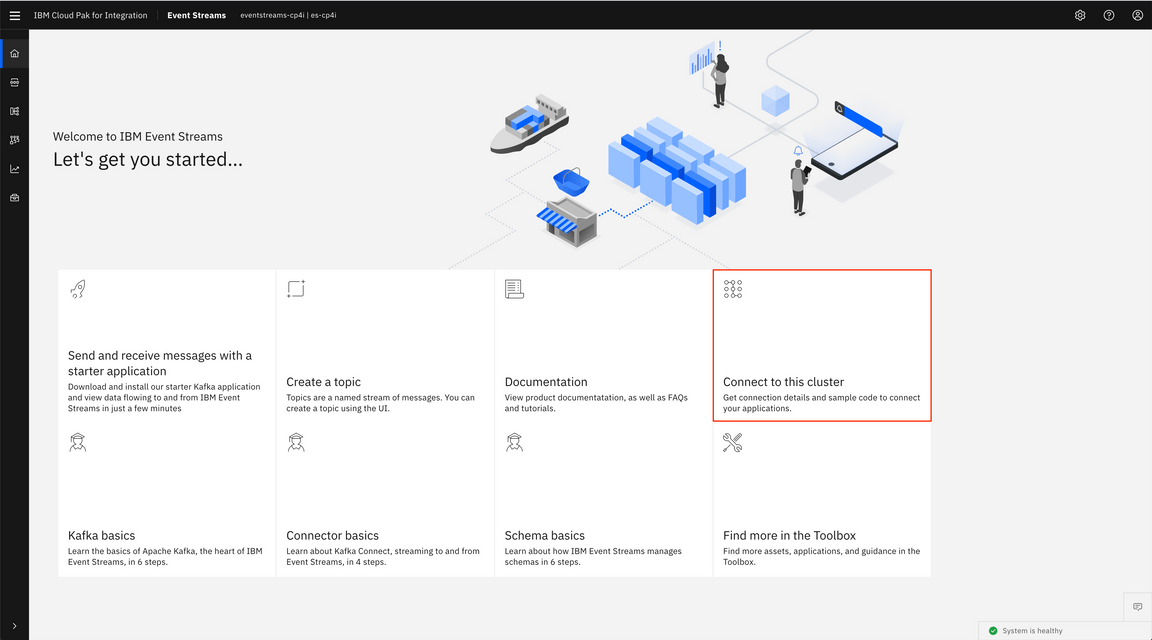 IBM Cloud Pak for Integration
Event Streams
eventstreams-cp4i | es-cp4i
Welcome to IBM Event Streams
Let's get you started...
Send and receive messages with a
starter application
Download and install our starter Kafka application
and view data flowing to and from IBM Event
Streams in just a few minutes
Create a topic
Topics are a named stream of messages. You can
create a topic using the UI.
Documentation
View product documentatation, as well as FAQs
and tutorials.
Connect to this cluster
Get connection details and sample code to connect
your applications.
Kafka basics
Learn the basics of Apache Kafka, the heart of IBM
Event Streams, in 6 steps.
Connector basics
Learn about Kafka Connect, streaming to and from
Event Streams, in 4 steps.
Schema basics
Learn about how IBM Event Streams manages
schemas in 6 steps.
Find more in the Toolbox
Find more assets, applications, and guidance in the
Toolbox.
System is healthy